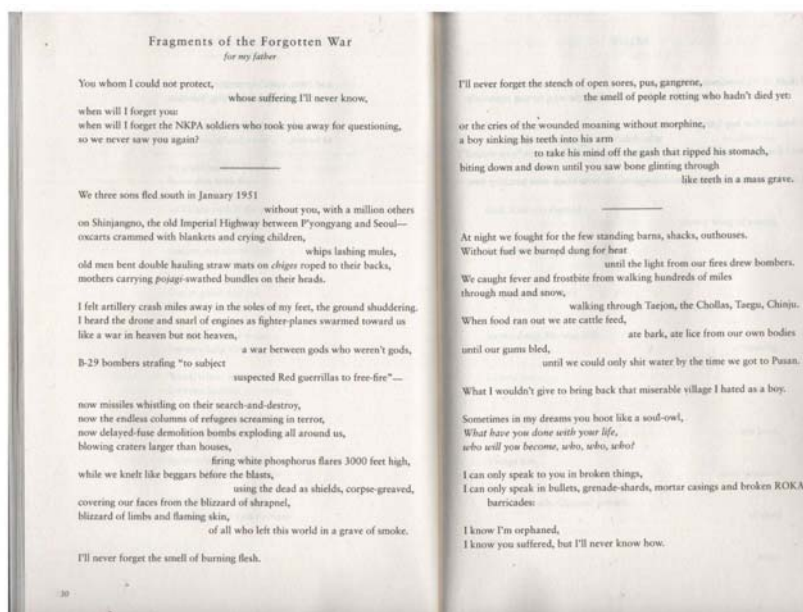 Fragments of the Forgotten War
for my father
You whom I could not protect,
whose suffering I'll never know,
when will I forget you:
when will I forget the NKPA soldiers who took you away for questioning,
so we never saw you again?
We three sons fled south in January 1951
without you, with a million others
on Shinjangno, the old Imperial Highway between P'yongyang and Seoul—
oxcarts crammed with blankets and crying children,
whips lashing mules,
old men bent double hauling straw mats on chiges roped to their backs,
mothers carrying pojagi-swathed bundles on their heads.
I felt artillery crash miles away in the soles of my feet, the ground shuddering.
I heard the drone and snarl of engines as fighter-planes swarmed toward us
like a war in heaven but not heaven,
a war between gods who weren't gods,
B-29 bombers strafing "to subject
suspected Red guerrillas to free-fire"—
now missiles whistling on their search-and-destroy,
now the endless columns of refugees screaming in terror,
now delayed-fuse demolition bombs exploding all around us,
blowing craters larger than houses,
firing white phosphorus flares 3000 feet high,
while we knelt like beggars before the blasts,
using the dead as shields, corpse-greaved,
covering our faces from the blizzard of shrapnel,
blizzard of limbs and flaming skin,
of all who left this world in a grave of smoke.
I'll never forget the smell of burning flesh.
30
I'll never forget the stench of open sores, pus, gangrene,
the smell of people rotting who hadn't died yet:
or the cries of the wounded moaning without morphine,
a boy sinking his teeth into his arm
to take his mind off the gash that ripped his stomach,
biting down and down until you saw bone glinting through
like teeth in a mass grave.
At night we fought for the few standing barns, shacks, outhouses.
Without fuel we burned dung for heat
until the light from our fires drew bombers.
We caught fever and frostbite from walking hundreds of miles
through mud and snow,
walking through Taejon, the Chollas, Taegu, Chinju.
When food ran out we ate cattle feed,
ate bark, ate lice from our own bodies
until our gums bled,
until we could only shit water by the time we got to Pusan.
What I wouldn't give to bring back that miserable village I hated as a boy.
Sometimes in my dreams you hoot like a soul-owl,
What have you done with your life,
who will you become, who, who, who?
I can only speak to you in broken things,
I can only speak in bullets, grenade-shards, mortar casings and broken ROKA
barricades:
I know I'm orphaned,
I know you suffered, but I'll never know how.